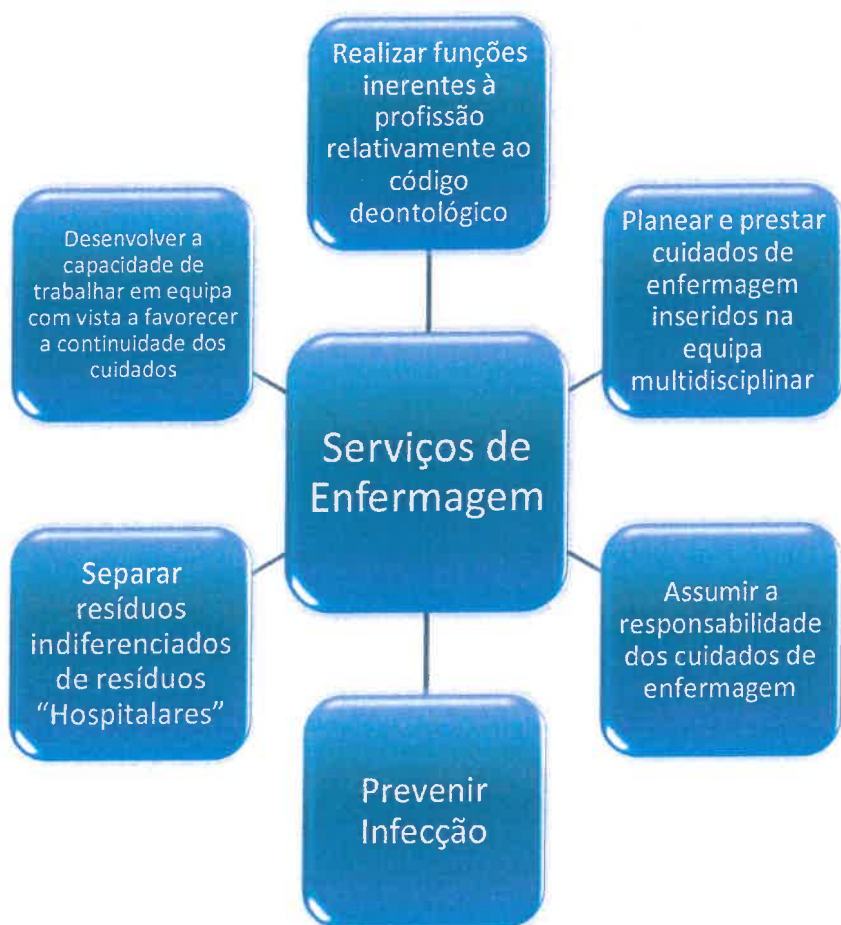 Realizar funções
inerentes à
profissão
relativamente ao
código
deontológico
Planear e prestar
cuidados de
enfermagem
inseridos na
equipa
multidisciplinar
Assumir a
responsabilidade
dos cuidados de
enfermagem
Prevenir
Infecção
Separar
resíduos
indiferenciados
de resíduos
“Hospitalares”
Desenvolver a
capacidade de
trabalhar em equipa
com vista a favorecer
a continuidade dos
cuidados
Serviços de
Enfermagem